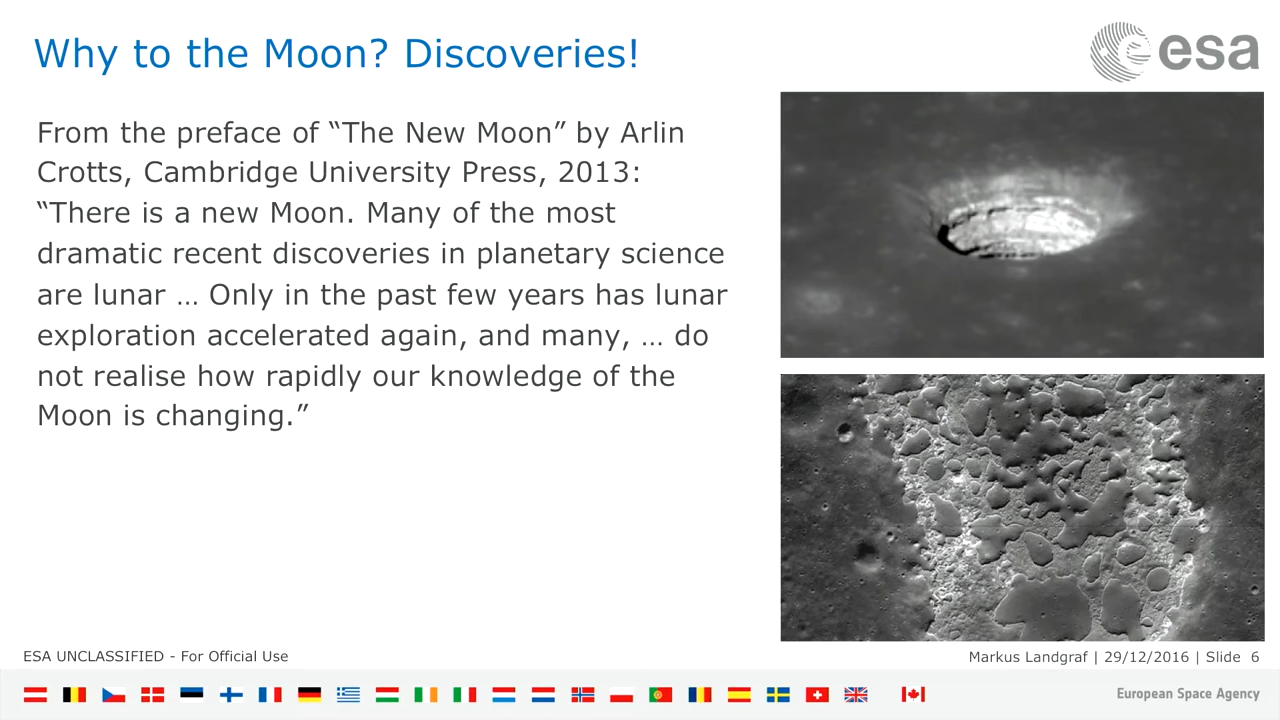 Why to the Moon? Discoveries!
esa
From the preface of “The New Moon” by Arlin
Crotts, Cambridge University Press, 2013:
“There is a new Moon. Many of the most
dramatic recent discoveries in planetary science
are lunar … Only in the past few years has lunar
exploration accelerated again, and many, … do
not realise how rapidly our knowledge of the
Moon is changing.”
ESA UNCLASSIFIED - For Official Use
Markus Landgraf | 29/12/2016 | Slide 6
European Space Agency